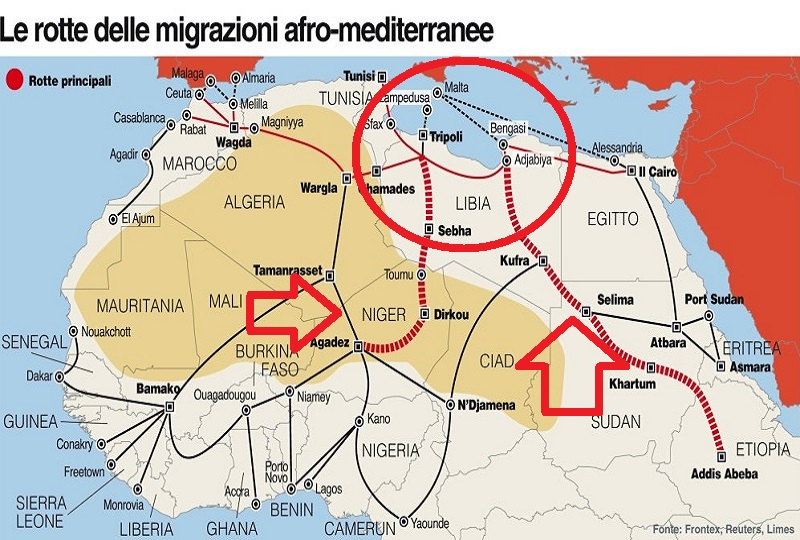 Le rotte delle migrazioni afro-mediterranee
Rotte principali
Malaga
Almaria
Ceuta
Melilla
Casablanca
Rabat
Wagda
Magniyya
Agadir
MAROCCO
El Ajum
Tunisi
TUNISIA
Lampedusa
Malta
Sfax
Tripoli
Bengasi
Adjabiya
Alessandria
Il Cairo
Wargla
Ghamades
ALGERIA
LIBIA
EGITTO
Sebha
Kufra
Tamanrasset
Toumu
Selima
Port Sudan
MAURITANIA
MALI
NIGER
Dirkou
Nouakchott
Agadez
Atbara
ERITREA
SENEGAL
BURKINA
FASO
CIAD
Asmara
Dakar
Bamako
Ouagadougou
Niamey
N'Djamena
Khartum
GUINEA
Kano
SUDAN
Conakry
NIGERIA
ETIOPIA
Freetown
Porto
Novo
Lagos
Addis Abeba
SIERRA
LEONE
Monrovia
Accra
BENIN
LIBERIA
GHANA
CAMERUN
Yaounde
Fonte: Frontex, Reuters, Limes